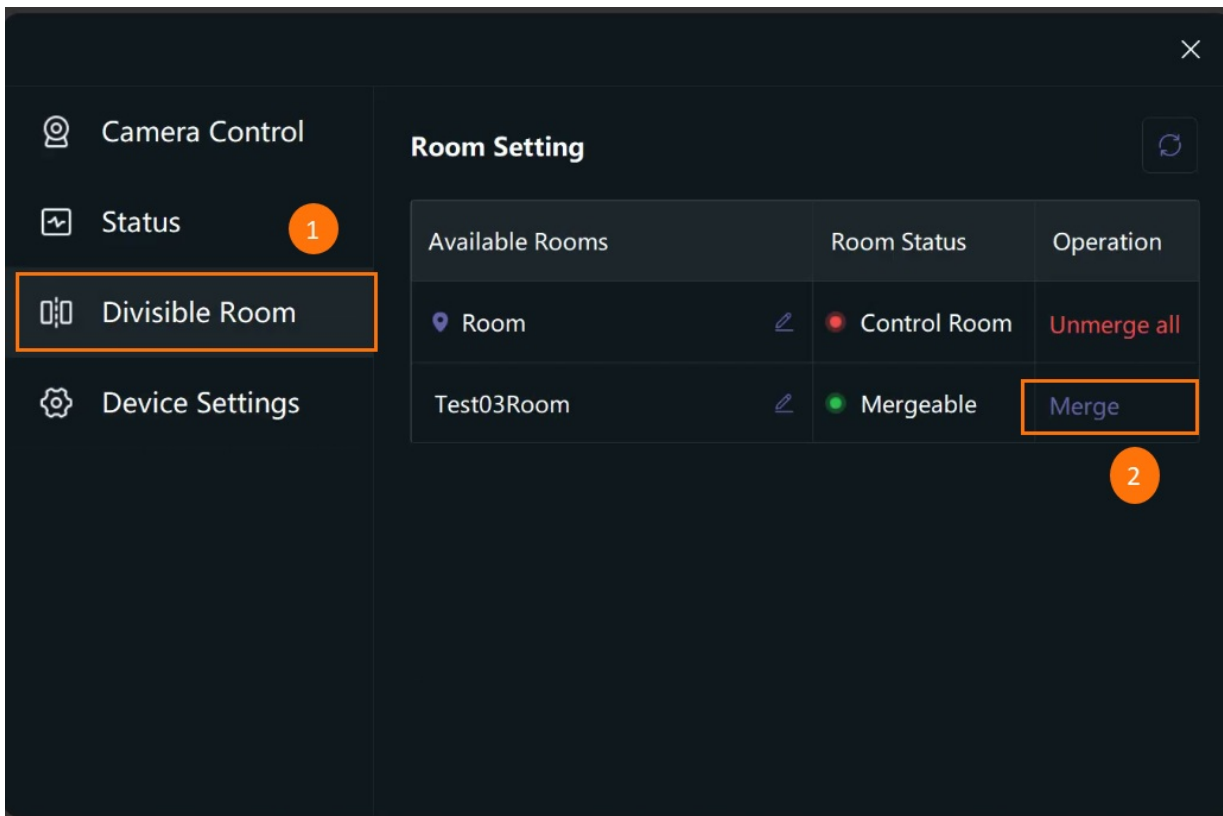 Camera Control
Room Setting
Status
1
Available Rooms Room Status Operation
Divisible Room
Room Control Room Unmerge all
Device Settings
Test03Room Mergeable Merge
2